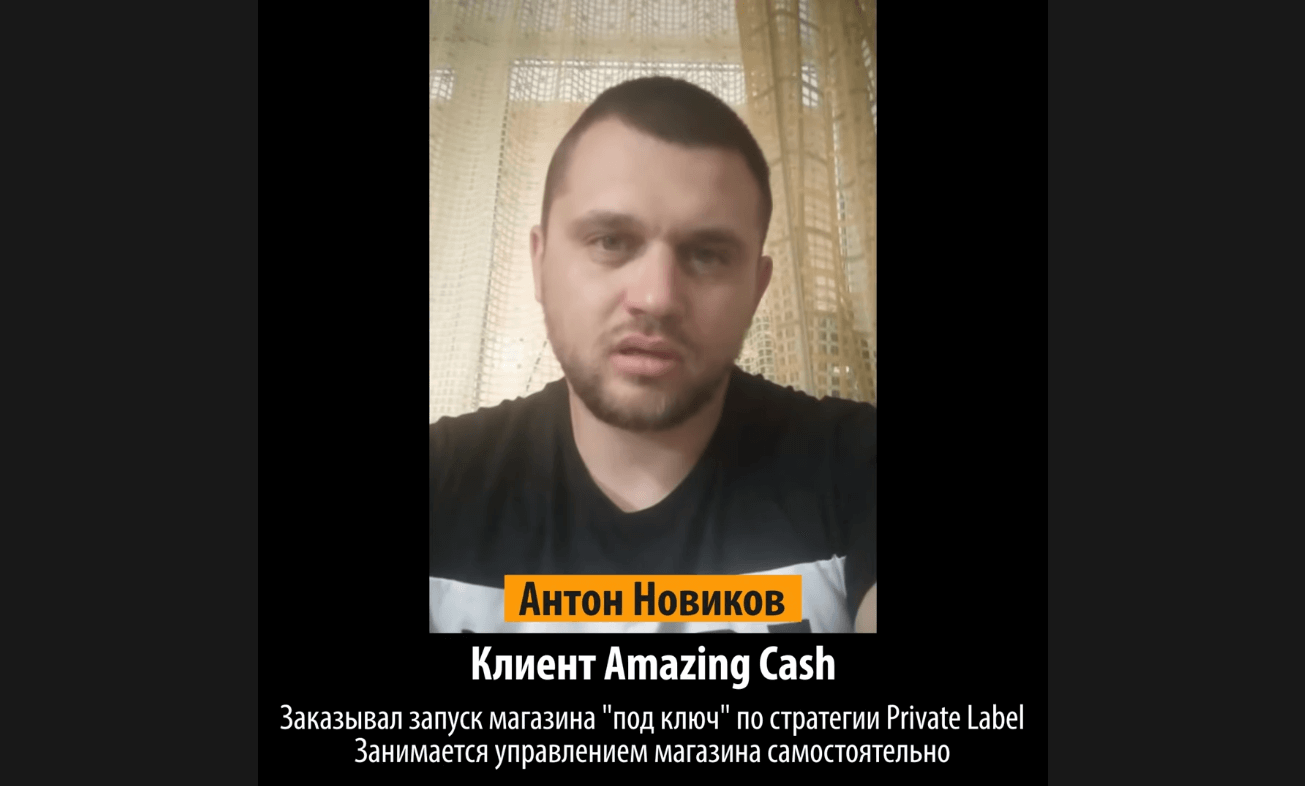 Антон Новиков
Клиент Amazing Cash
Заказывал запуск магазина "под ключ" по стратегии Private Label
Занимается управлением магазина самостоятельно